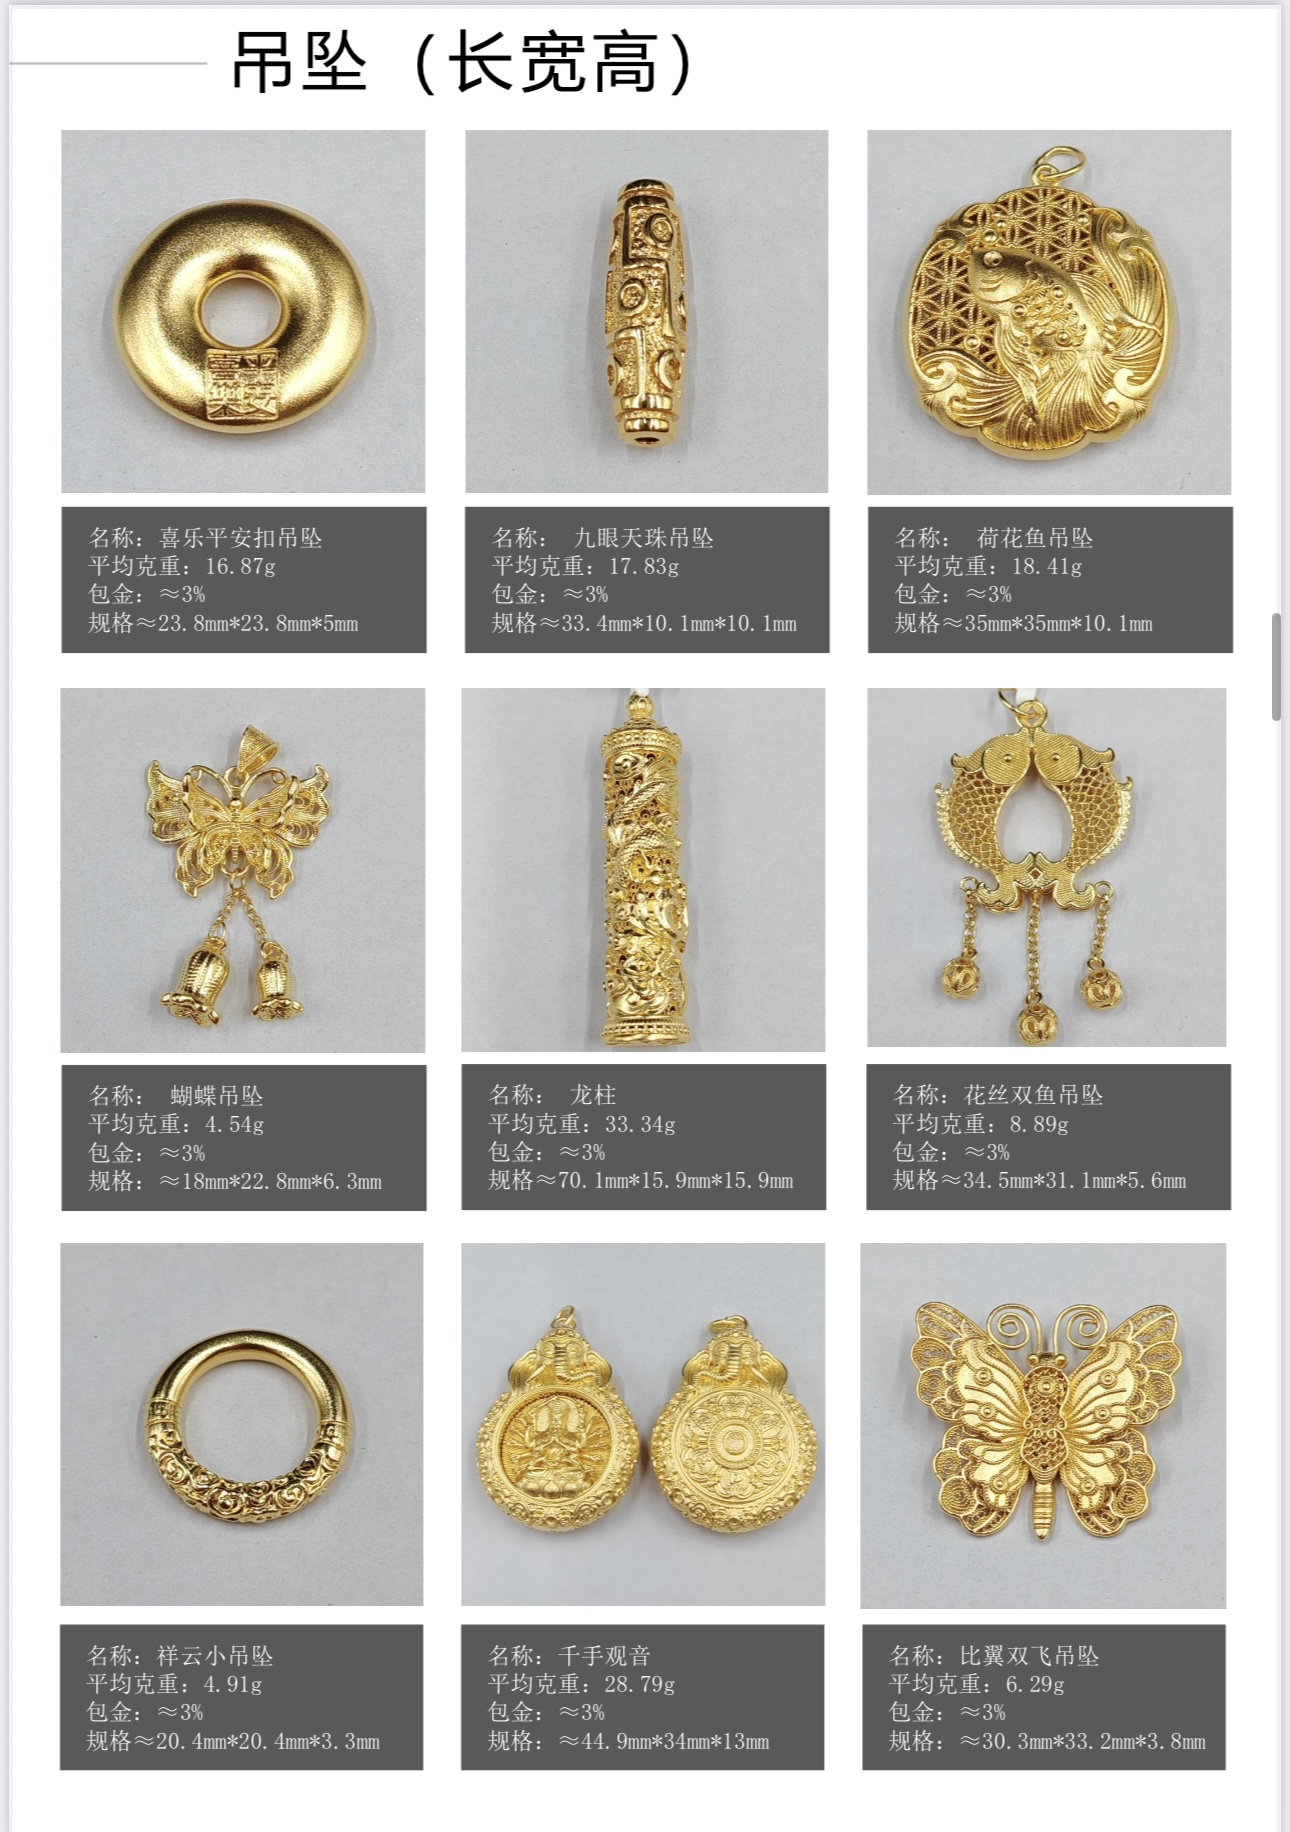 吊坠（长宽高）
名称：喜乐平安扣吊坠
平均克重：16.87g
包金：≈3%
规格≈23.8mm*23.8mm*5mm
名称： 九眼天珠吊坠
平均克重：17.83g
包金：≈3%
规格≈33.4mm*10.1mm*10.1mm
名称： 荷花鱼吊坠
平均克重：18.41g
包金：≈3%
规格≈35mm*35mm*10.1mm
名称： 蝴蝶吊坠
平均克重：4.54g
包金：≈3%
规格：≈18mm*22.8mm*6.3mm
名称： 龙柱
平均克重：33.34g
包金：≈3%
规格≈70.1mm*15.9mm*15.9mm
名称：花丝双鱼吊坠
平均克重：8.89g
包金：≈3%
规格≈34.5mm*31.1mm*5.6mm
名称：祥云小吊坠
平均克重：4.91g
包金：≈3%
规格≈20.4mm*20.4mm*3.3mm
名称：千手观音
平均克重：28.79g
包金：≈3%
规格：≈44.9mm*34mm*13mm
名称：比翼双飞吊坠
平均克重：6.29g
包金：≈3%
规格：≈30.3mm*33.2mm*3.8mm